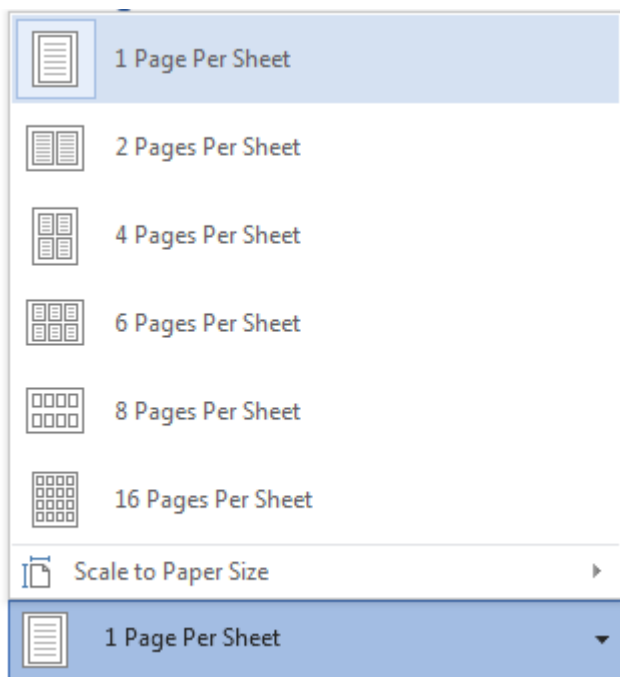 1 Page Per Sheet
2 Pages Per Sheet
4 Pages Per Sheet
6 Pages Per Sheet
8 Pages Per Sheet
16 Pages Per Sheet
Scale to Paper Size
1 Page Per Sheet